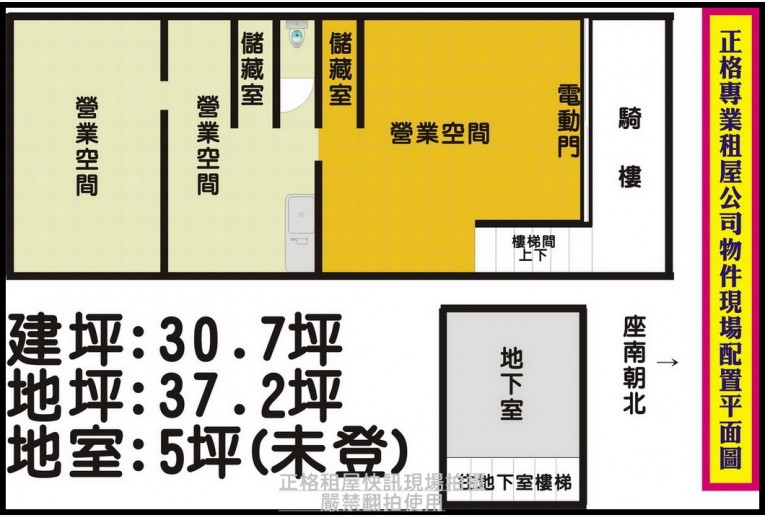 正格專業租屋公司物件現場配置平面圖
營業空間
營業空間
儲藏室
儲藏室
營業空間
電動門
騎樓
樓梯間
上下
建坪:30.7坪
地坪:37.2坪
地室:5坪(未登)
地下室
往地下室樓梯
座南朝北
→
正格租屋快訊現場拍攝
嚴禁翻拍使用